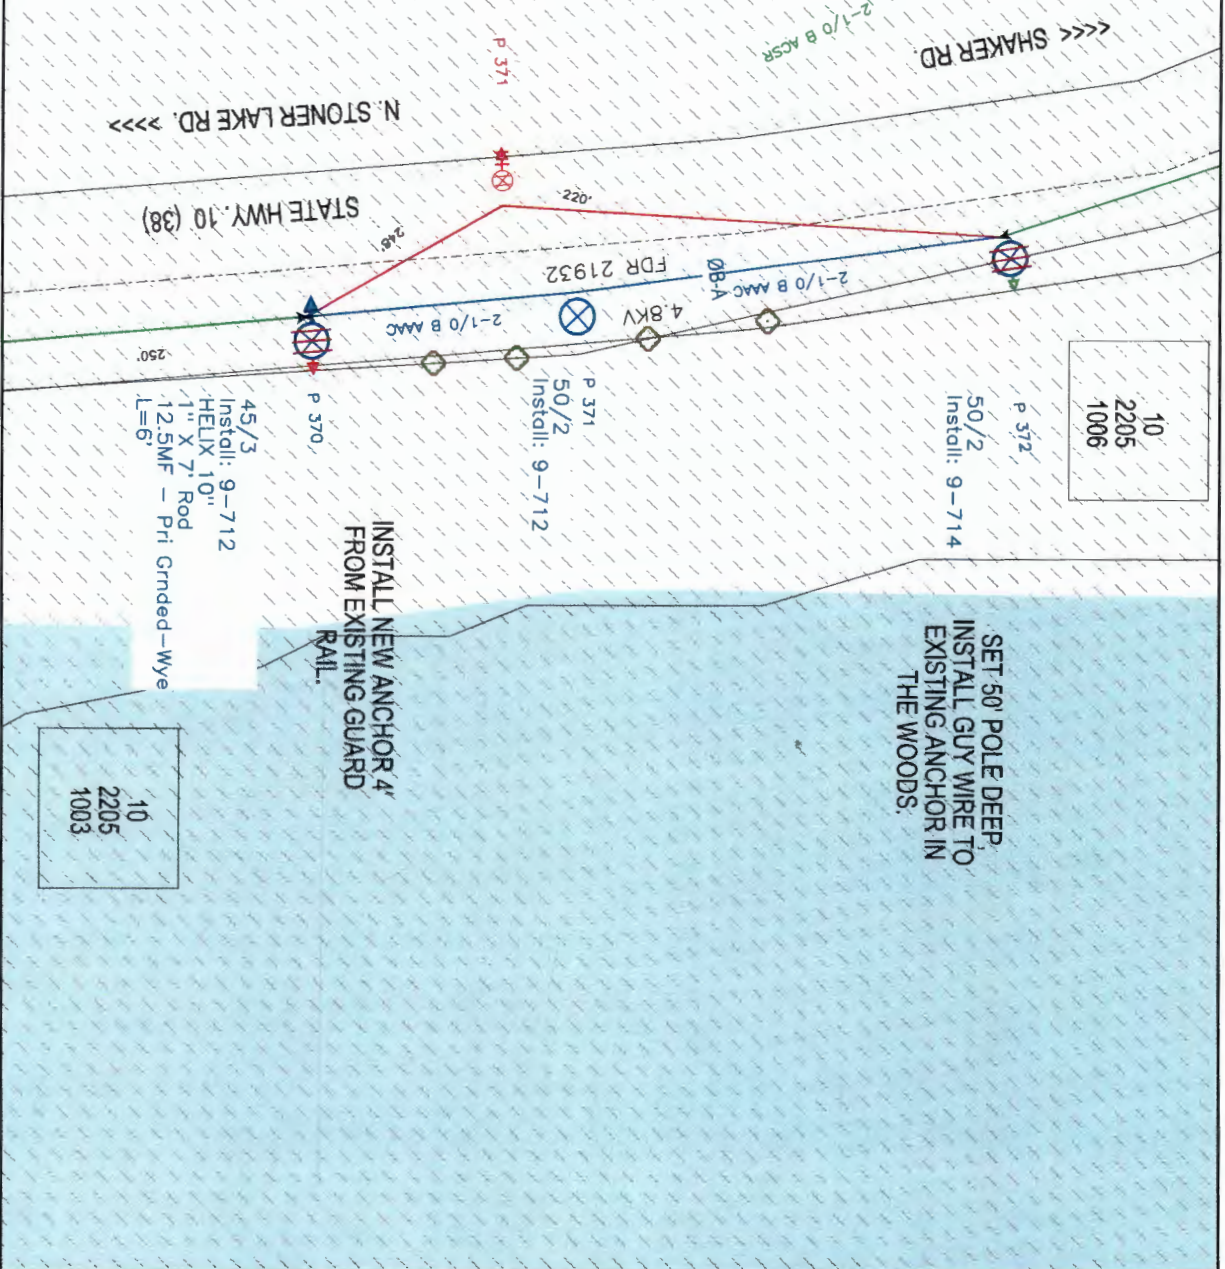 2-1/0 B ACSR
<<<< SHAKER RD.
P 371
N. STONER LAKE RD. >>>>
STATE HWY. 10 (38)
220'
246'
FDR 21932
ØB-A
2-1/0 B AAAC
4.8KV
2-1/0 B AAAC
250'
P 370
45/3
Install: 9-712
HELIX 10"
1" X 7' Rod
12.5MF - Pri Grnded-Wye
L=6'
P 371
50/2
Install: 9-712
P 372
50/2
Install: 9-714
10
2205
1006
INSTALL NEW ANCHOR 4'
FROM EXISTING GUARD
RAIL.
SET 50' POLE DEEP,
INSTALL GUY WIRE TO
EXISTING ANCHOR IN
THE WOODS.
10
2205
1003